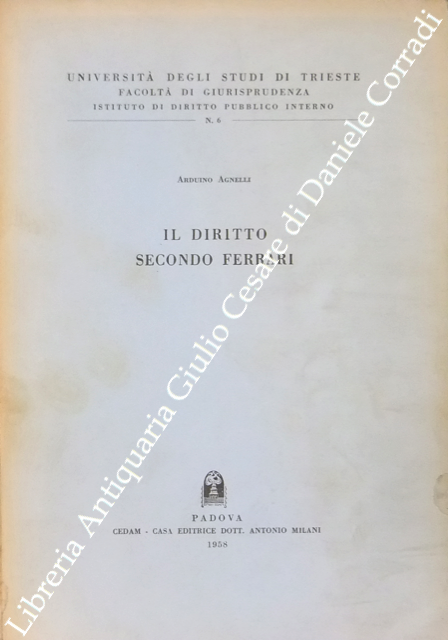 UNIVERSITÀ DEGLI STUDI DI TRIESTE
FACOLTÀ DI GIURISPRUDENZA
ISTITUTO DI DIRITTO PUBBLICO INTERNO
N. 6
ARDUINO AGNELLI
IL DIRITTO
SECONDO FERRARI
PADOVA
CEDAM - CASA EDITRICE DOTT. ANTONIO MILANI
1958
Libreria Antiquaria Giulio Cesare di Daniele Corradi